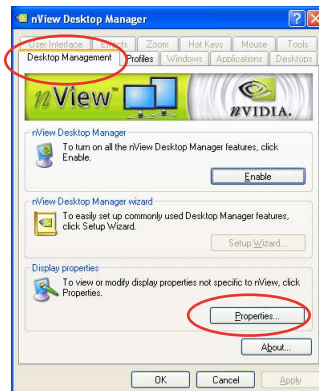 nView Desktop Manager
User Interface Effects Zoom Hot Keys Mouse Tools
Desktop Management Profiles Windows Applications Desktops
nView™ nVIDIA.
nView Desktop Manager
To turn on all the nView Desktop Manager features, click
Enable.
Enable
nView Desktop Manager wizard
To easily set up commonly used Desktop Manager features,
click Setup Wizard.
Setup Wizard...
Display properties
To view or modify display properties not specific to nView, click
Properties.
Properties...
About...
OK Cancel Apply